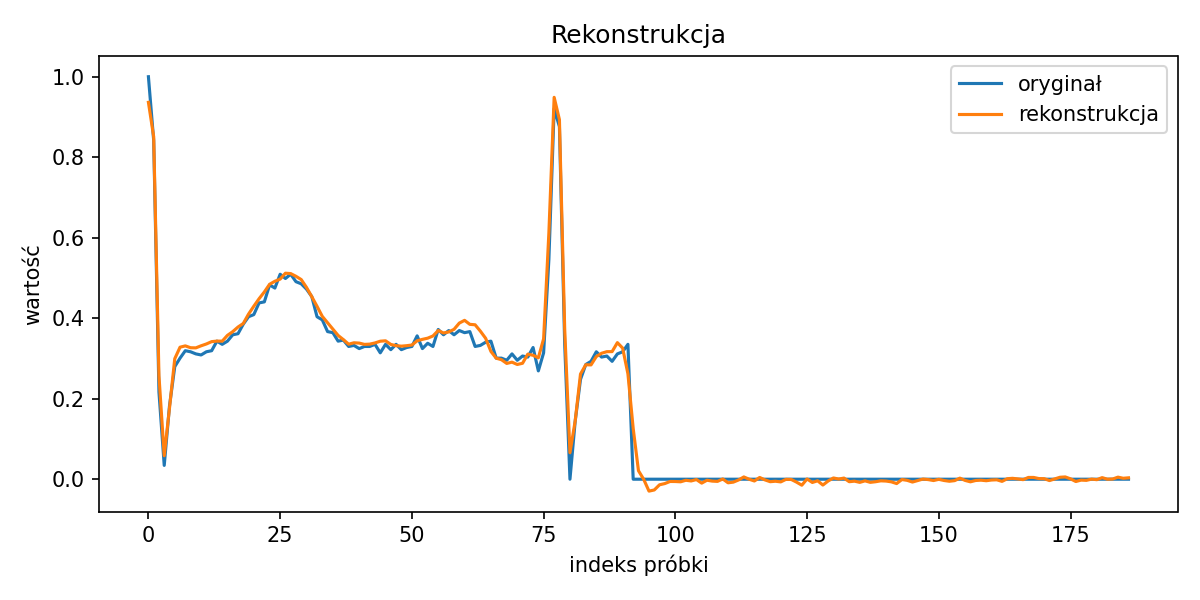 Rekonstrukcja
oryginał
rekonstrukcja
wartość
1.0
0.8
0.6
0.4
0.2
0.0
0 25 50 75 100 125 150 175
indeks próbki